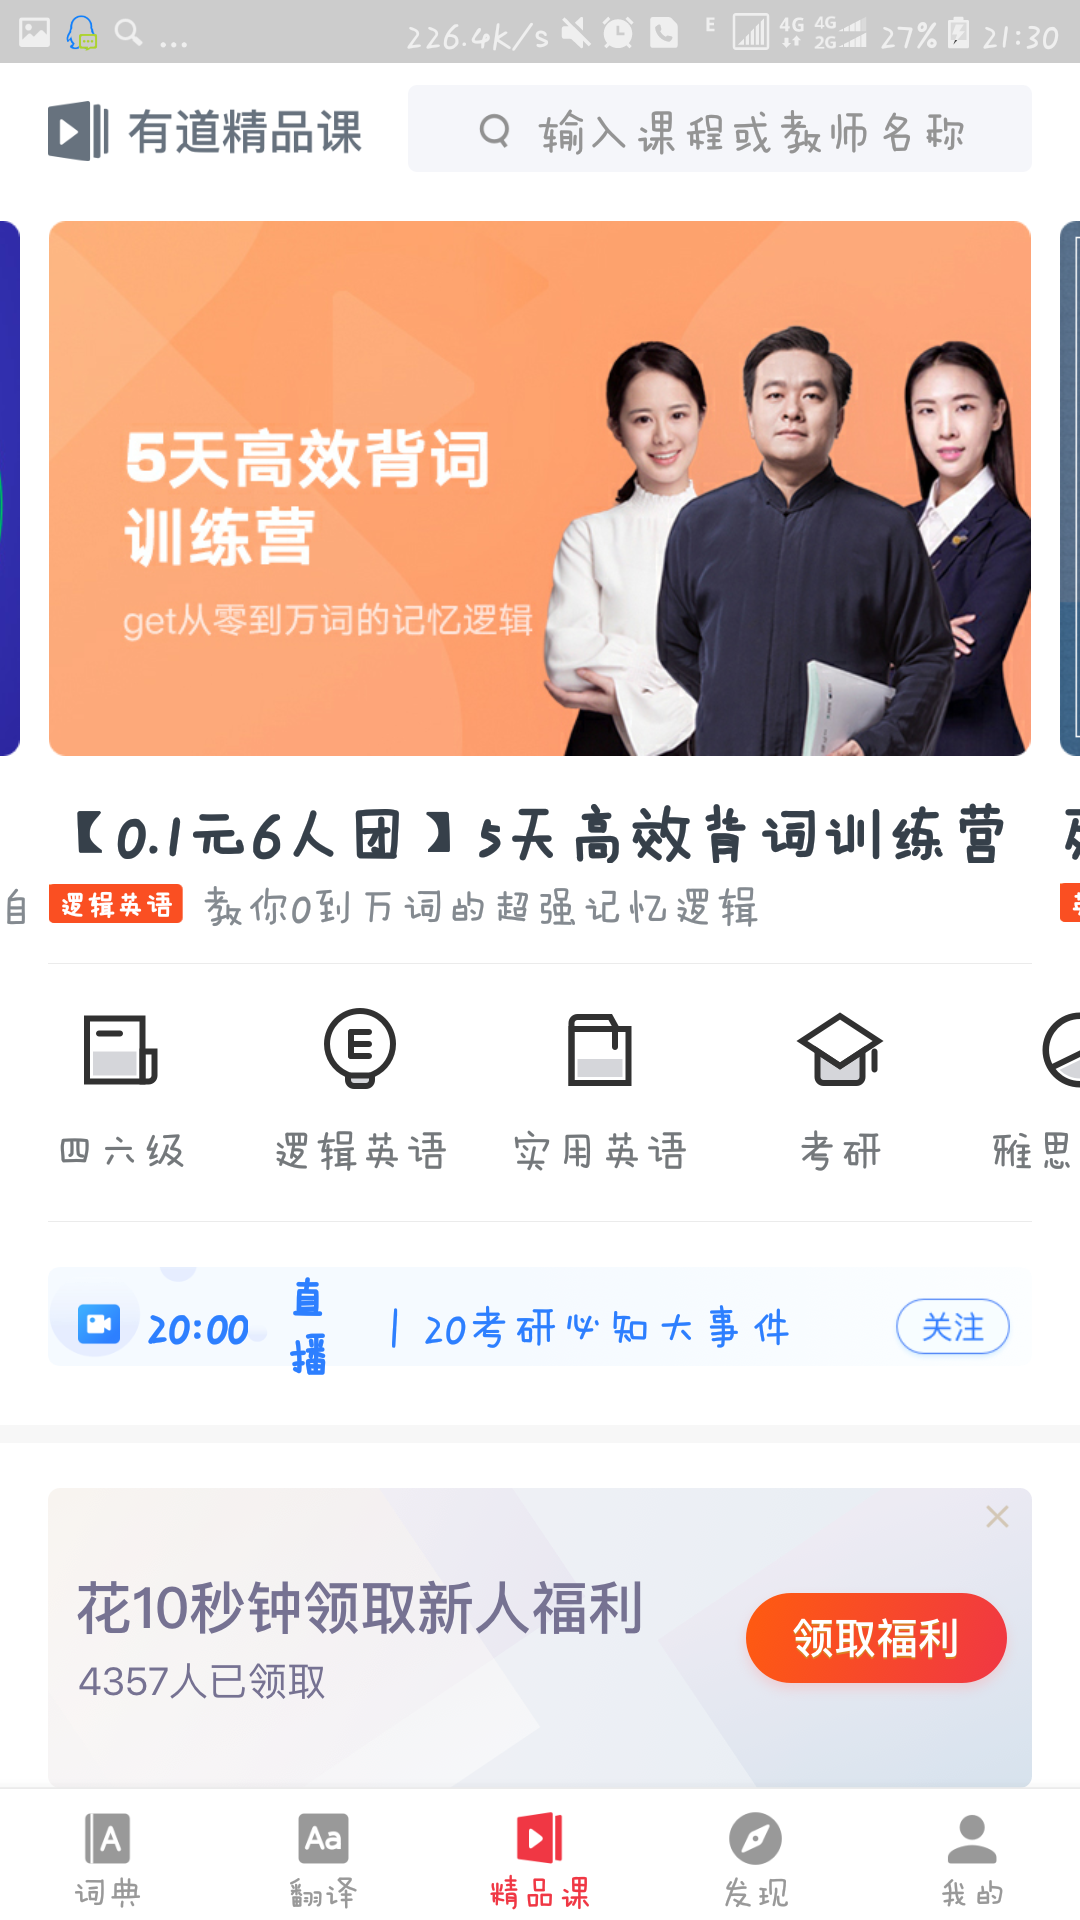 226.4k/s E 4G 4G 2G 27% 21:30
有道精品课
输入课程或教师名称
5天高效背词
训练营
get从零到万词的记忆逻辑
【0.1元6人团】5天高效背词训练营
自
逻辑英语 教你0到万词的超强记忆逻辑
四六级 逻辑英语 实用英语 考研 雅思
20:00 直播 | 20考研必知大事件 关注
花10秒钟领取新人福利
4357人已领取
领取福利
词典 翻译 精品课 发现 我的